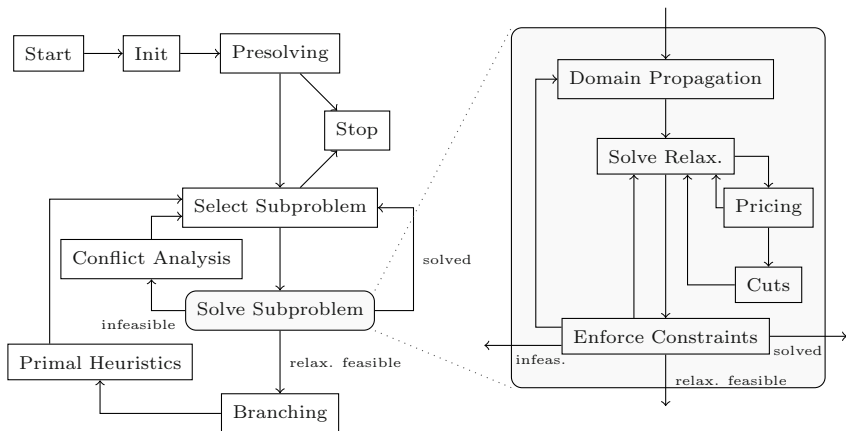 Start
Init
Presolving
Stop
Select Subproblem
Conflict Analysis
solved
Solve Subproblem
infeasible
Primal Heuristics
relax. feasible
Branching
Domain Propagation
Solve Relax.
Pricing
Cuts
Enforce Constraints
infeas.
solved
relax. feasible